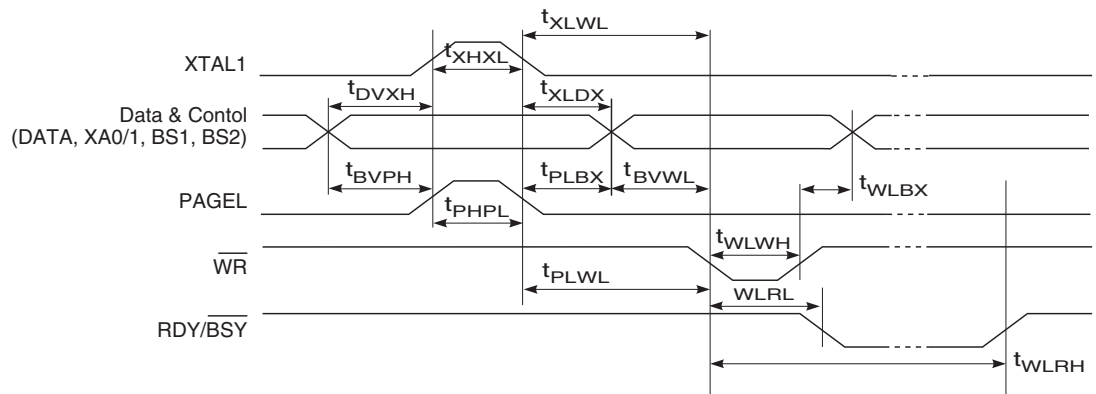 tXLWL
XTAL1
tXHXL
tDVXH
tXLDX
Data & Contol
(DATA, XA0/1, BS1, BS2)
tBVPH
tPLBX
tBVWL
tWLBX
PAGEL
tPHPL
WR
tWLWH
tPLWL
WLRL
RDY/BSY
tWLRH